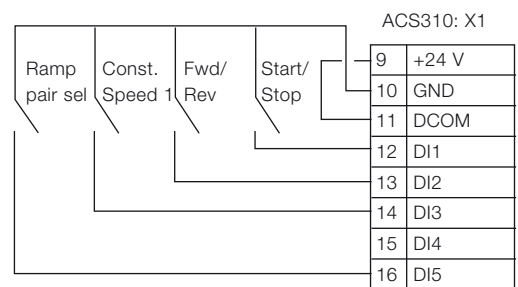 ACS310: X1
Ramp pair sel
Const. Speed 1
Fwd/ Rev
Start/ Stop
9 +24 V
10 GND
11 DCOM
12 DI1
13 DI2
14 DI3
15 DI4
16 DI5